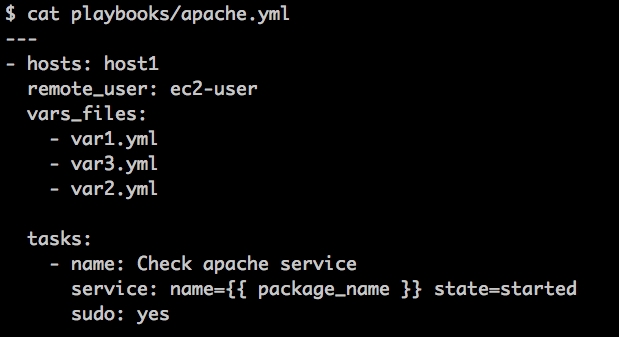 $ cat playbooks/apache.yml
---
- hosts: host1
  remote_user: ec2-user
  vars_files:
    - var1.yml
    - var3.yml
    - var2.yml

  tasks:
    - name: Check apache service
      service: name={{ package_name }} state=started
      sudo: yes